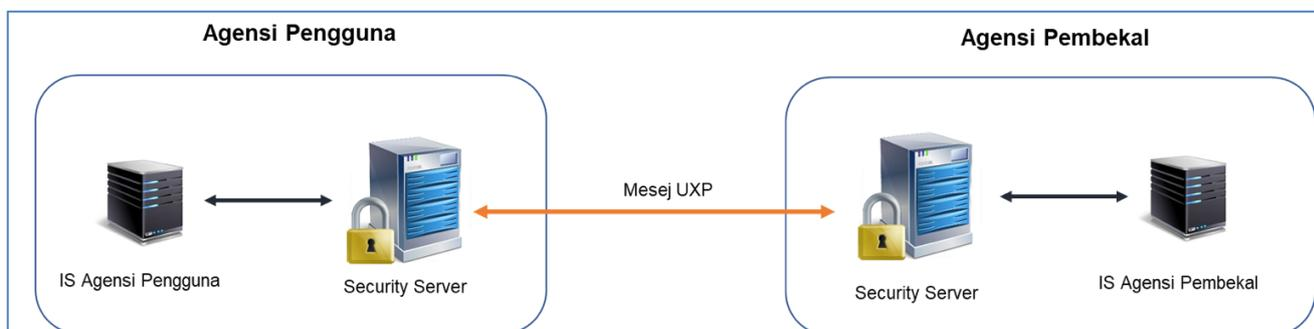 Agensi Pengguna
Agensi Pembekal
Mesej UXP
IS Agensi Pengguna
Security Server
Security Server
IS Agensi Pembekal